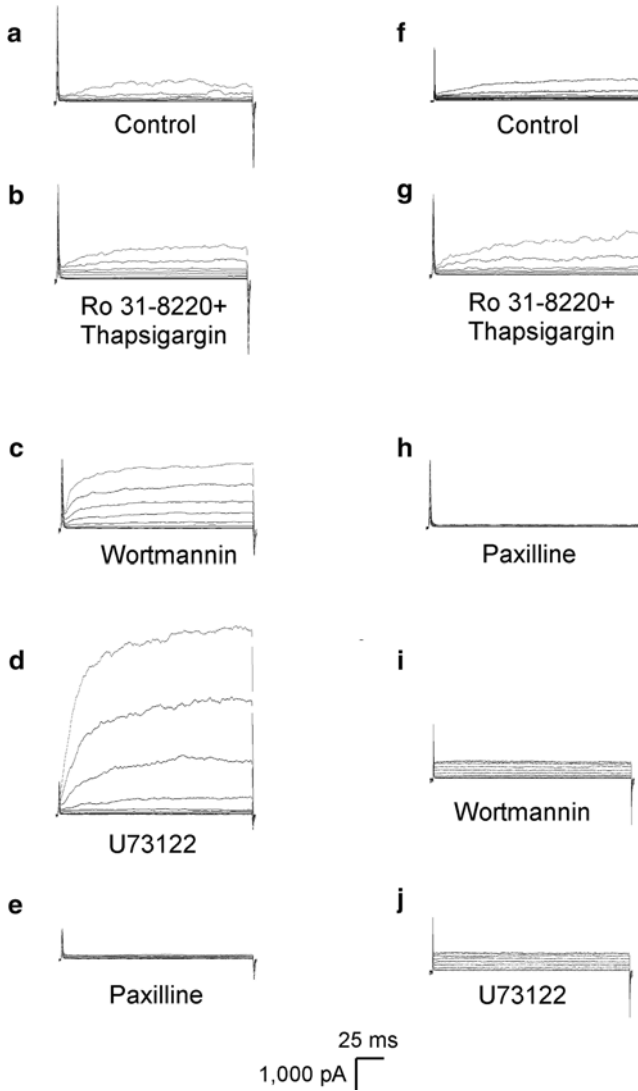 a
Control
b
Ro 31-8220+
Thapsigargin
c
Wortmannin
d
U73122
e
Paxilline
f
Control
g
Ro 31-8220+
Thapsigargin
h
Paxilline
i
Wortmannin
j
U73122
25 ms
1,000 pA